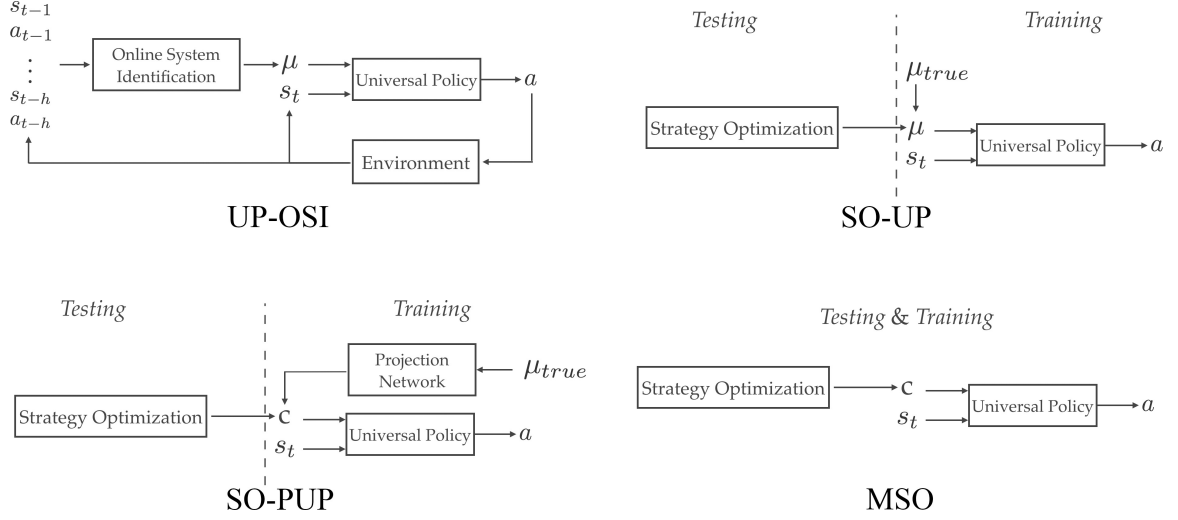 s_{t-1}
a_{t-1}
⋮
s_{t-h}
a_{t-h}
Online System
Identification
μ
s_t
Universal Policy
a
Environment
UP-OSI
Testing
Training
μ_{true}
Strategy Optimization
μ
s_t
Universal Policy
a
SO-UP
Testing
Training
Projection
Network
μ_{true}
Strategy Optimization
c
s_t
Universal Policy
a
SO-PUP
Testing & Training
Strategy Optimization
c
s_t
Universal Policy
a
MSO